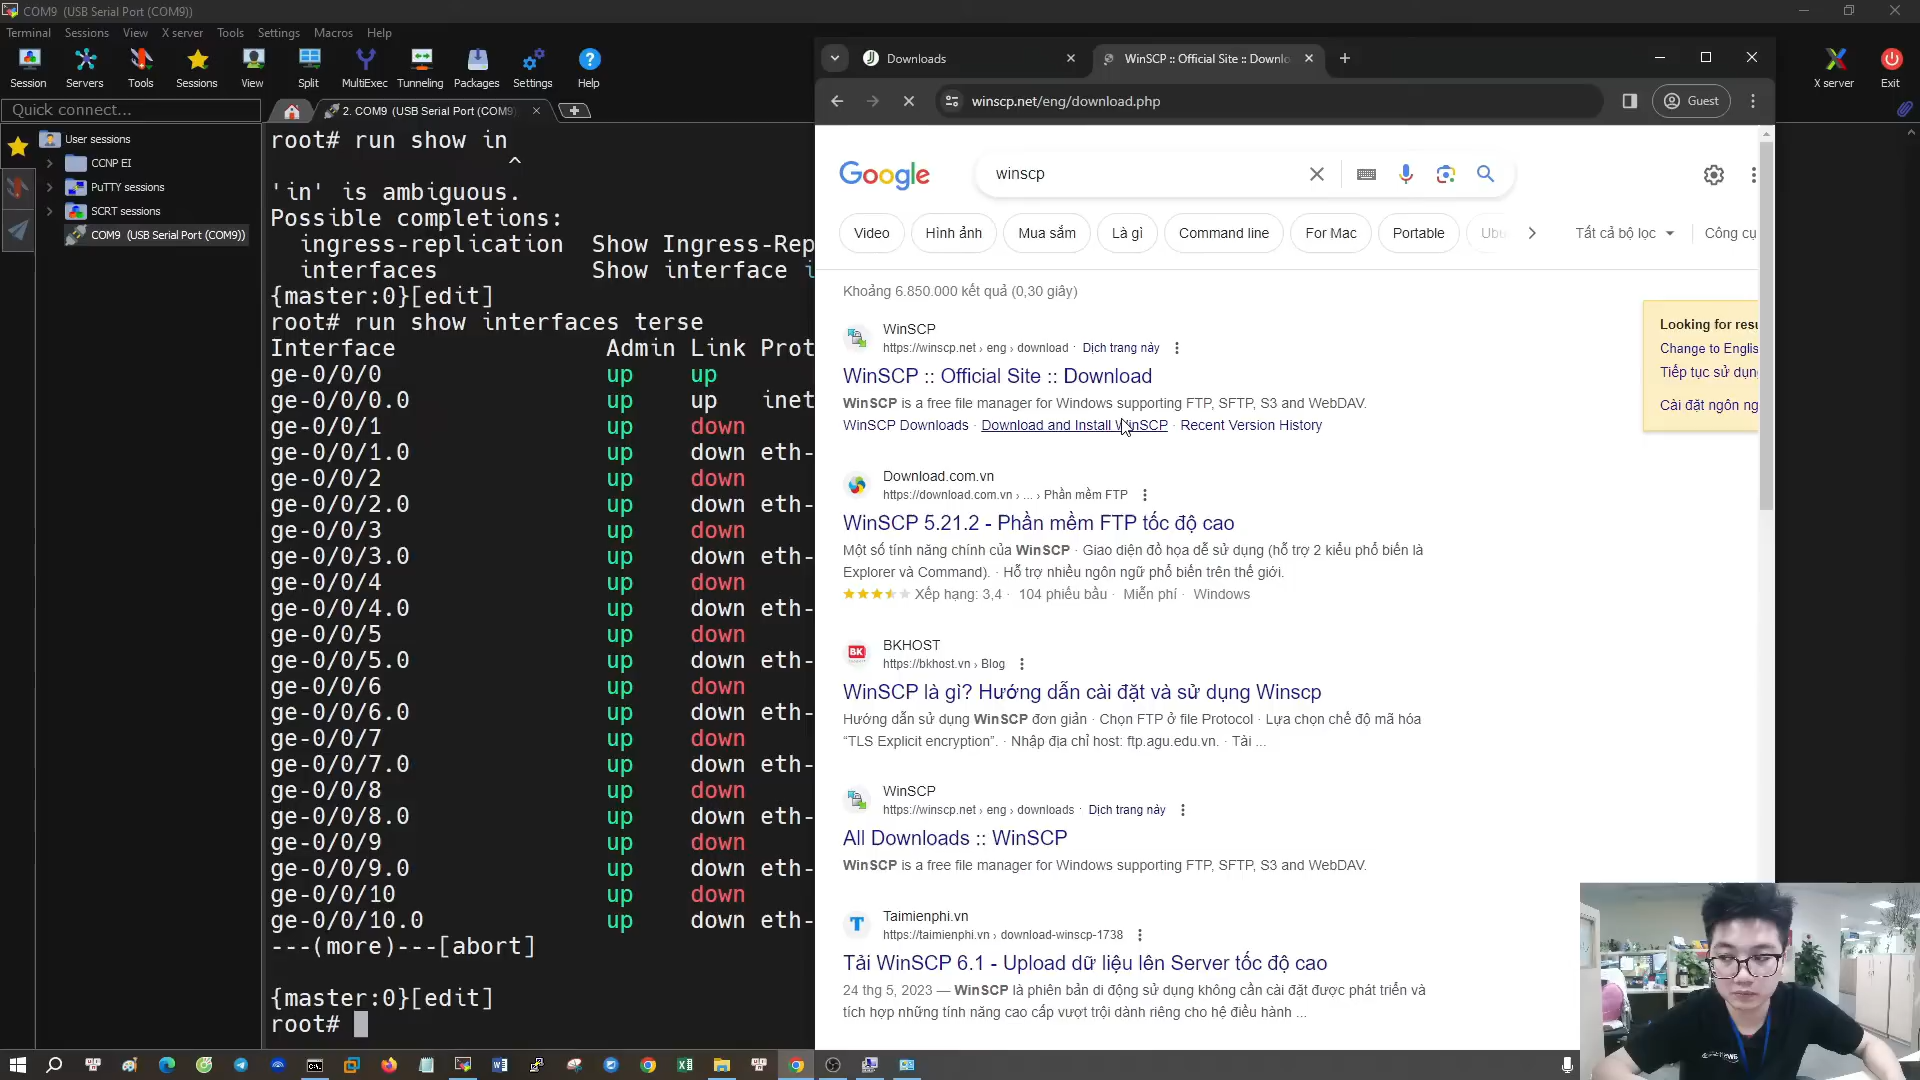 COM9 (USB Serial Port (COM9))
Terminal Sessions View X server Tools Settings Macros Help
Session Servers Tools Sessions View Split MultiExec Tunneling Packages Settings Help
X server Exit
Quick connect...
2. COM9 (USB Serial Port (COM9)
User sessions
CCNP EI
PuTTY sessions
SCRT sessions
COM9 (USB Serial Port (COM9))
root# run show in
^
'in' is ambiguous.
Possible completions:
ingress-replication Show Ingress-Rep
interfaces Show interface i
{master:0}[edit]
root# run show interfaces terse
Interface Admin Link Prot
ge-0/0/0 up up
ge-0/0/0.0 up up inet
ge-0/0/1 up down
ge-0/0/1.0 up down eth-
ge-0/0/2 up down
ge-0/0/2.0 up down eth-
ge-0/0/3 up down
ge-0/0/3.0 up down eth-
ge-0/0/4 up down
ge-0/0/4.0 up down eth-
ge-0/0/5 up down
ge-0/0/5.0 up down eth-
ge-0/0/6 up down
ge-0/0/6.0 up down eth-
ge-0/0/7 up down
ge-0/0/7.0 up down eth-
ge-0/0/8 up down
ge-0/0/8.0 up down eth-
ge-0/0/9 up down
ge-0/0/9.0 up down eth-
ge-0/0/10 up down
ge-0/0/10.0 up down eth-
---(more)---[abort]
{master:0}[edit]
root#
Downloads
WinSCP :: Official Site :: Downlo
winscp.net/eng/download.php
Guest
Google
winscp
Video Hình ảnh Mua sắm Là gì Command line For Mac Portable Ubu
Tất cả bộ lọc Công cụ
Khoảng 6.850.000 kết quả (0,30 giây)
WinSCP
https://winscp.net › eng › download · Dịch trang này
WinSCP :: Official Site :: Download
WinSCP is a free file manager for Windows supporting FTP, SFTP, S3 and WebDAV.
WinSCP Downloads · Download and Install WinSCP · Recent Version History
Looking for resu
Change to Englis
Tiếp tục sử dụn
Cài đặt ngôn ng
Download.com.vn
https://download.com.vn › ... › Phần mềm FTP
WinSCP 5.21.2 - Phần mềm FTP tốc độ cao
Một số tính năng chính của WinSCP · Giao diện đồ họa dễ sử dụng (hỗ trợ 2 kiểu phổ biến là
Explorer và Command). · Hỗ trợ nhiều ngôn ngữ phổ biến trên thế giới.
Xếp hạng: 3,4 · 104 phiếu bầu · Miễn phí · Windows
BK
BKHOST
https://bkhost.vn › Blog
WinSCP là gì? Hướng dẫn cài đặt và sử dụng Winscp
Hướng dẫn sử dụng WinSCP đơn giản · Chọn FTP ở file Protocol · Lựa chọn chế độ mã hóa
“TLS Explicit encryption”. · Nhập địa chỉ host: ftp.agu.edu.vn. · Tải ...
WinSCP
https://winscp.net › eng › downloads · Dịch trang này
All Downloads :: WinSCP
WinSCP is a free file manager for Windows supporting FTP, SFTP, S3 and WebDAV.
T
Taimienphi.vn
https://taimienphi.vn › download-winscp-1738
Tải WinSCP 6.1 - Upload dữ liệu lên Server tốc độ cao
24 thg 5, 2023 — WinSCP là phiên bản di động sử dụng không cần cài đặt được phát triển và
tích hợp những tính năng cao cấp vượt trội dành riêng cho hệ điều hành ...